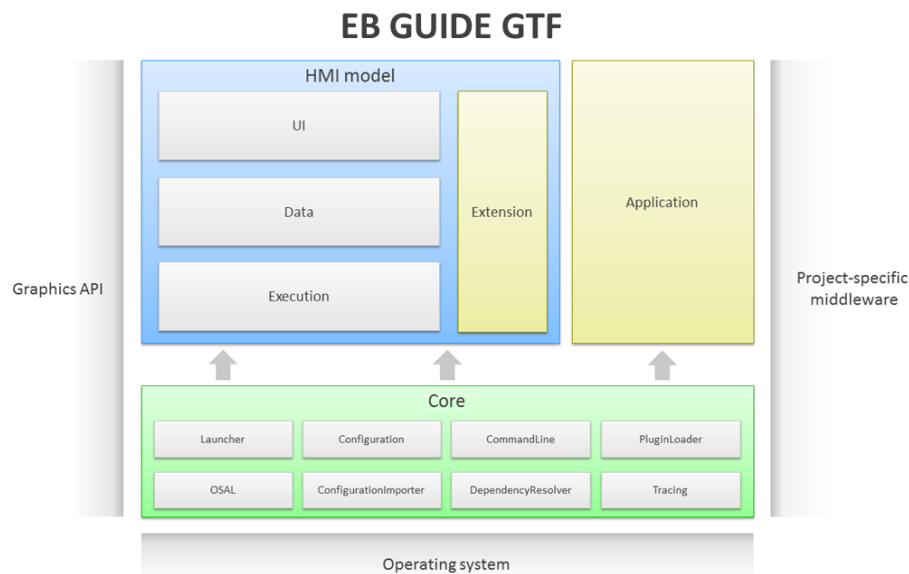 EB GUIDE GTF
HMI model
UI
Data
Extension
Execution
Application
Graphics API
Project-specific
middleware
Core
Launcher
Configuration
CommandLine
PluginLoader
OSAL
ConfigurationImporter
DependencyResolver
Tracing
Operating system